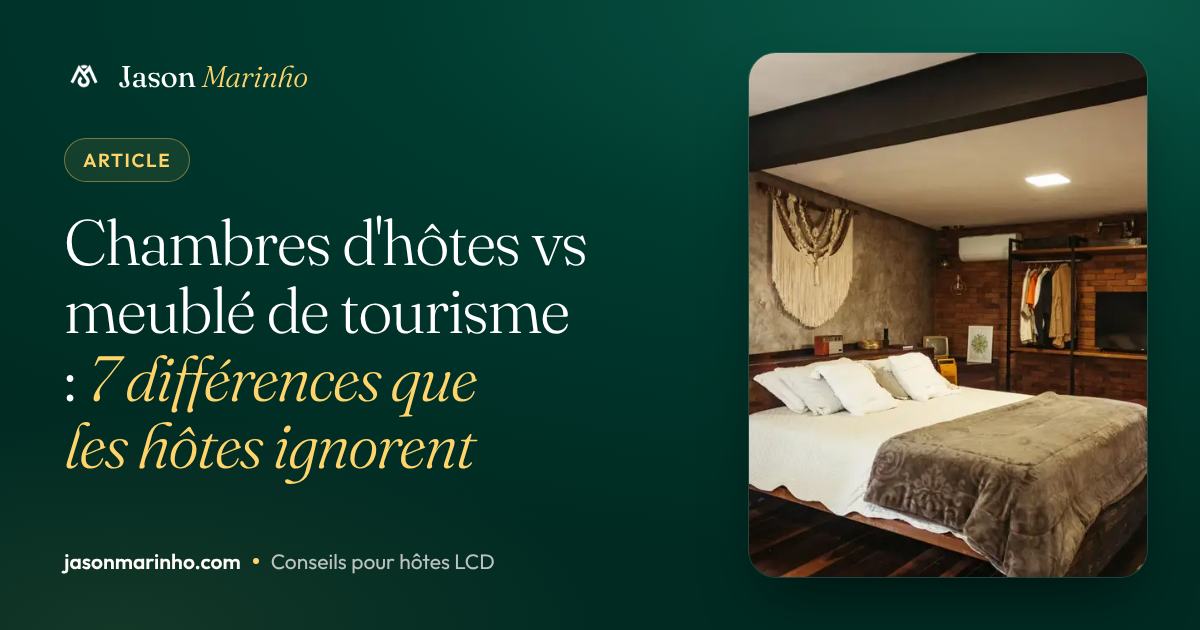 Jason Marinho
ARTICLE
Chambres d'hôtes vs
meublé de tourisme
: 7 différences que
les hôtes ignorent
jasonmarinho.com • Conseils pour hôtes LCD